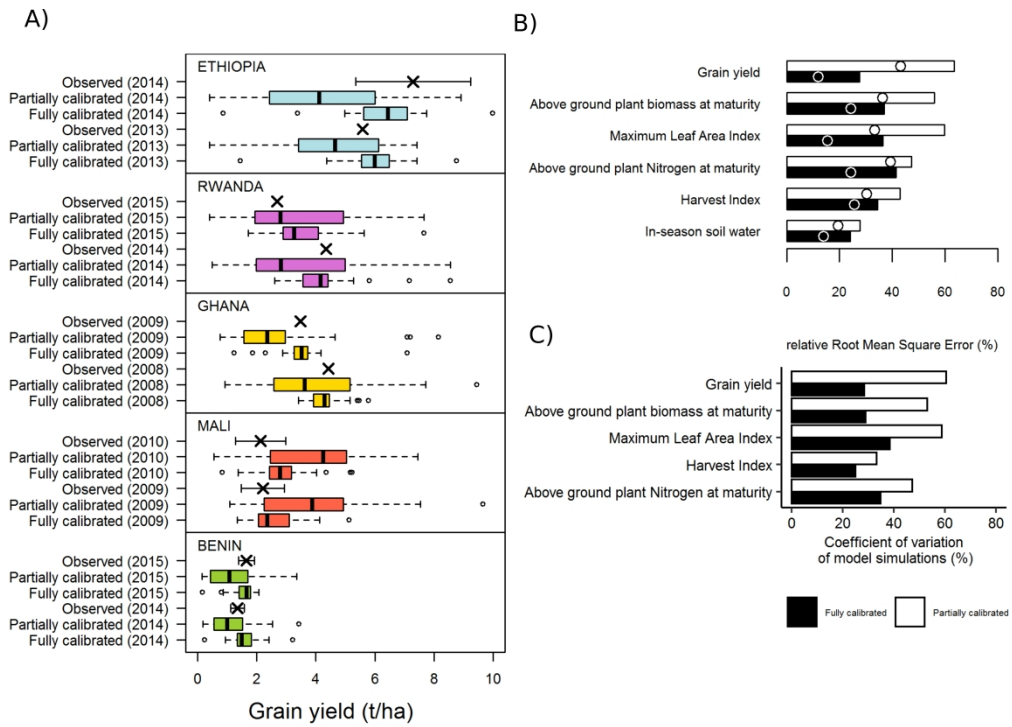 A)
ETHIOPIA
Observed (2014)
Partially calibrated (2014)
Fully calibrated (2014)
Observed (2013)
Partially calibrated (2013)
Fully calibrated (2013)
RWANDA
Observed (2015)
Partially calibrated (2015)
Fully calibrated (2015)
Observed (2014)
Partially calibrated (2014)
Fully calibrated (2014)
GHANA
Observed (2009)
Partially calibrated (2009)
Fully calibrated (2009)
Observed (2008)
Partially calibrated (2008)
Fully calibrated (2008)
MALI
Observed (2010)
Partially calibrated (2010)
Fully calibrated (2010)
Observed (2009)
Partially calibrated (2009)
Fully calibrated (2009)
BENIN
Observed (2015)
Partially calibrated (2015)
Fully calibrated (2015)
Observed (2014)
Partially calibrated (2014)
Fully calibrated (2014)
0 2 4 6 8 10
Grain yield (t/ha)
B)
Grain yield
Above ground plant biomass at maturity
Maximum Leaf Area Index
Above ground plant Nitrogen at maturity
Harvest Index
In-season soil water
0 20 40 60 80
relative Root Mean Square Error (%)
C)
Grain yield
Above ground plant biomass at maturity
Maximum Leaf Area Index
Harvest Index
Above ground plant Nitrogen at maturity
0 20 40 60 80
Coefficient of variation
of model simulations (%)
Fully calibrated Partially calibrated